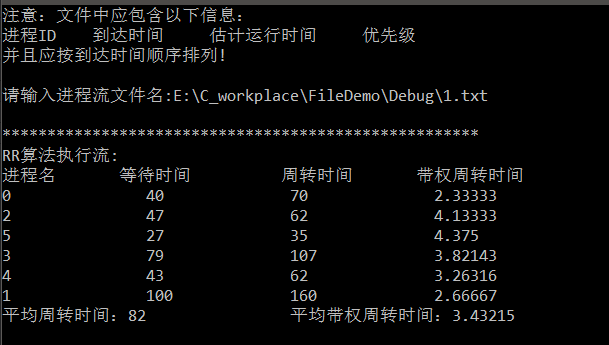 注意：文件中应包含以下信息：
进程ID 到达时间 估计运行时间 优先级
并且应按到达时间顺序排列!
请输入进程流文件名:E:\C_workplace\FileDemo\Debug\1.txt
*****************************************************
RR算法执行流:
进程名 等待时间 周转时间 带权周转时间
0 40 70 2.33333
2 47 62 4.13333
5 27 35 4.375
3 79 107 3.82143
4 43 62 3.26316
1 100 160 2.66667
平均周转时间：82 平均带权周转时间：3.43215